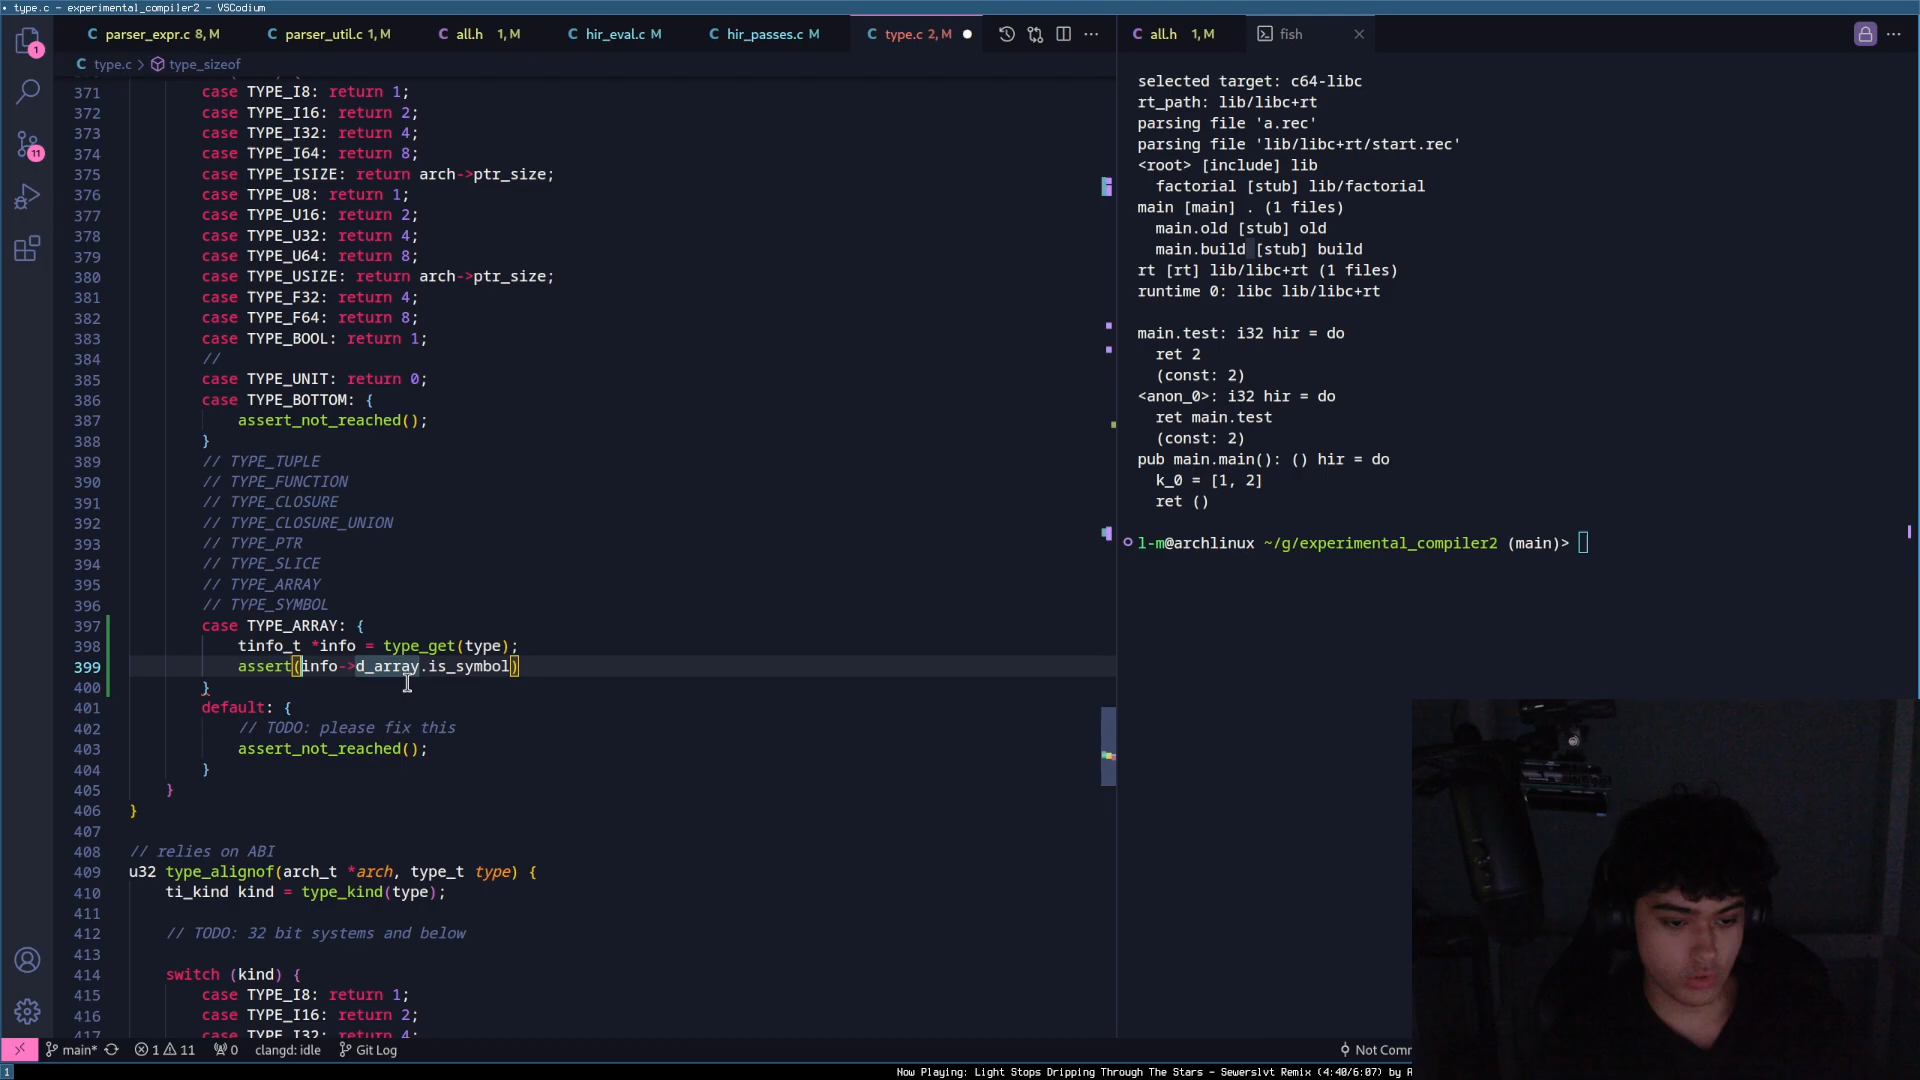 type.c - experimental_compiler2 - VSCodium
parser_expr.c 8, M
parser_util.c 1, M
all.h 1, M
hir_eval.c M
hir_passes.c M
type.c 2, M
all.h 1, M
fish
type.c > type_sizeof
371 case TYPE_I8: return 1;
372 case TYPE_I16: return 2;
373 case TYPE_I32: return 4;
374 case TYPE_I64: return 8;
375 case TYPE_ISIZE: return arch->ptr_size;
376 case TYPE_U8: return 1;
377 case TYPE_U16: return 2;
378 case TYPE_U32: return 4;
379 case TYPE_U64: return 8;
380 case TYPE_USIZE: return arch->ptr_size;
381 case TYPE_F32: return 4;
382 case TYPE_F64: return 8;
383 case TYPE_BOOL: return 1;
384 //
385 case TYPE_UNIT: return 0;
386 case TYPE_BOTTOM: {
387 assert_not_reached();
388 }
389 // TYPE_TUPLE
390 // TYPE_FUNCTION
391 // TYPE_CLOSURE
392 // TYPE_CLOSURE_UNION
393 // TYPE_PTR
394 // TYPE_SLICE
395 // TYPE_ARRAY
396 // TYPE_SYMBOL
397 case TYPE_ARRAY: {
398 tinfo_t *info = type_get(type);
399 assert(info->d_array.is_symbol)
400 }
401 default: {
402 // TODO: please fix this
403 assert_not_reached();
404 }
405 }
406 }
407
408 // relies on ABI
409 u32 type_alignof(arch_t *arch, type_t type) {
410 ti_kind kind = type_kind(type);
411
412 // TODO: 32 bit systems and below
413
414 switch (kind) {
415 case TYPE_I8: return 1;
416 case TYPE_I16: return 2;
417 case TYPE_I32: return 4;
selected target: c64-libc
rt_path: lib/libc+rt
parsing file 'a.rec'
parsing file 'lib/libc+rt/start.rec'
<root> [include] lib
factorial [stub] lib/factorial
main [main] . (1 files)
main.old [stub] old
main.build [stub] build
rt [rt] lib/libc+rt (1 files)
runtime 0: libc lib/libc+rt
main.test: i32 hir = do
ret 2
(const: 2)
<anon_0>: i32 hir = do
ret main.test
(const: 2)
pub main.main(): () hir = do
k_0 = [1, 2]
ret ()
l-m@archlinux ~/g/experimental_compiler2 (main)>
1
11
main* 1 11 0 clangd: idle Git Log
Not Comm
1
Now Playing: Light Stops Dripping Through The Stars - Sewerslvt Remix (4:40/6:07) by R